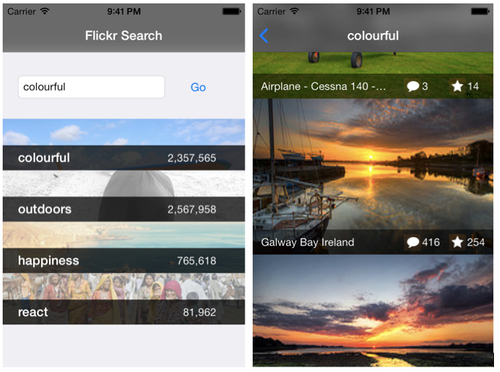 Carrier 9:41 PM
Flickr Search
colourful Go
colourful 2,357,565
outdoors 2,567,958
happiness 765,618
react 81,962
Carrier 9:41 PM
colourful
Airplane - Cessna 140 -... 3 14
Galway Bay Ireland 416 254